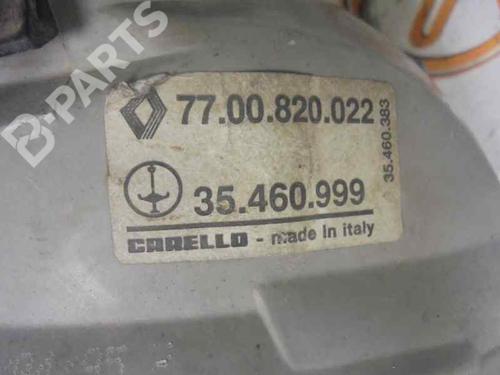 B-PARTS
77.00.820.022
35.460.383
35.460.999
CARELLO - made in italy